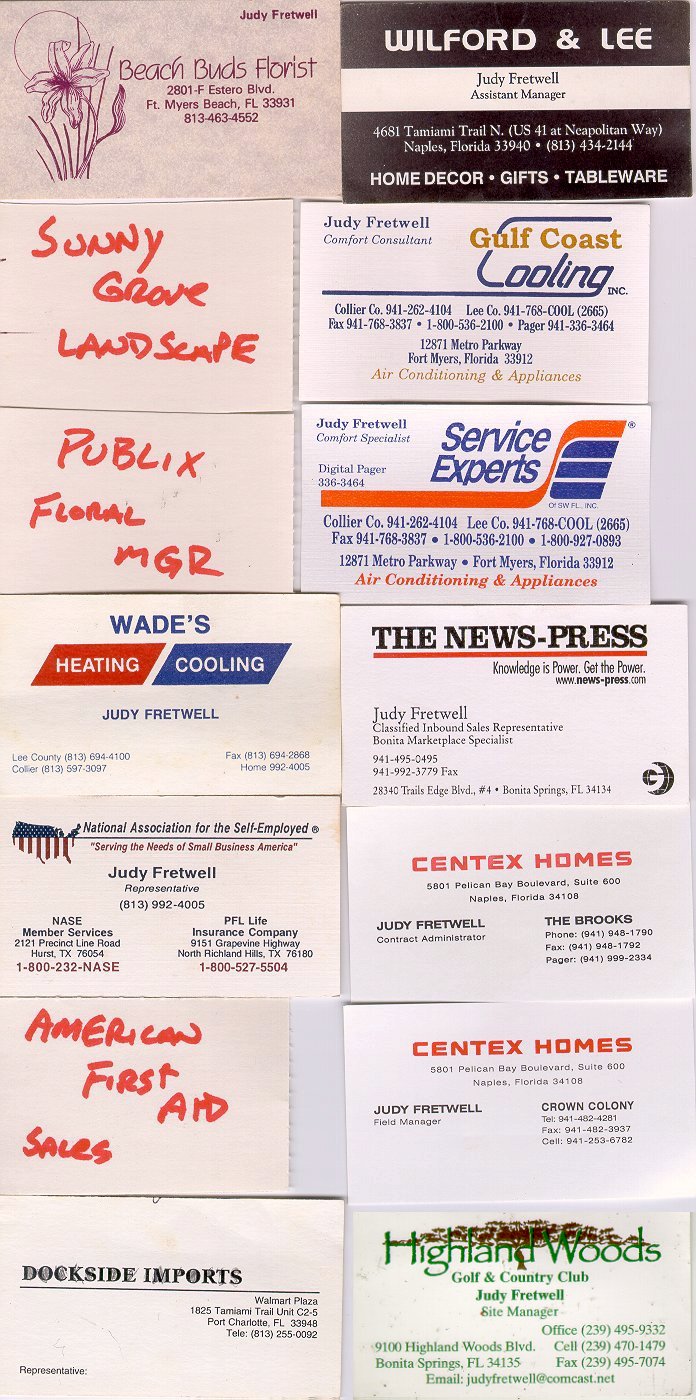 Judy Fretwell
Beach Buds Florist
2801-F Estero Blvd.
Ft. Myers Beach, FL 33931
813-463-4552
WILFORD & LEE
Judy Fretwell
Assistant Manager
4681 Tamiami Trail N. (US 41 at Neapolitan Way)
Naples, Florida 33940 • (813) 434-2144
HOME DECOR • GIFTS • TABLEWARE
SUNNY
GROVE
LANDSCAPE
Judy Fretwell
Comfort Consultant
Gulf Coast
Cooling
INC.
Collier Co. 941-262-4104 Lee Co. 941-768-COOL (2665)
Fax 941-768-3837 • 1-800-536-2100 • Pager 941-336-3464
12871 Metro Parkway
Fort Myers, Florida 33912
Air Conditioning & Appliances
PUBLIX
FLORAL
MGR
Judy Fretwell
Comfort Specialist
Digital Pager
336-3464
Service
Experts
®
Of SW FL., INC.
Collier Co. 941-262-4104 Lee Co. 941-768-COOL (2665)
Fax 941-768-3837 • 1-800-536-2100 • 1-800-927-0893
12871 Metro Parkway • Fort Myers, Florida 33912
Air Conditioning & Appliances
WADE'S
HEATING COOLING
JUDY FRETWELL
Lee County (813) 694-4100
Collier (813) 597-3097
Fax (813) 694-2868
Home 992-4005
THE NEWS-PRESS
Knowledge is Power. Get the Power.
www.news-press.com
Judy Fretwell
Classified Inbound Sales Representative
Bonita Marketplace Specialist
941-495-0495
941-992-3779 Fax
28340 Trails Edge Blvd., #4 • Bonita Springs, FL 34134
National Association for the Self-Employed ®
"Serving the Needs of Small Business America"
Judy Fretwell
Representative
(813) 992-4005
NASE
Member Services
2121 Precinct Line Road
Hurst, TX 76054
1-800-232-NASE
PFL Life
Insurance Company
9151 Grapevine Highway
North Richland Hills, TX 76180
1-800-527-5504
CENTEX HOMES
5801 Pelican Bay Boulevard, Suite 600
Naples, Florida 34108
JUDY FRETWELL
Contract Administrator
THE BROOKS
Phone: (941) 948-1790
Fax: (941) 948-1792
Pager: (941) 999-2334
AMERICAN
FIRST
AID
SALES
CENTEX HOMES
5801 Pelican Bay Boulevard, Suite 600
Naples, Florida 34108
JUDY FRETWELL
Field Manager
CROWN COLONY
Tel: 941-482-4281
Fax: 941-482-3937
Cell: 941-253-6782
DOCKSIDE IMPORTS
Walmart Plaza
1825 Tamiami Trail Unit C2-5
Port Charlotte, FL 33948
Tele: (813) 255-0092
Representative:
Highland Woods
Golf & Country Club
Judy Fretwell
Site Manager
Office (239) 495-9332
9100 Highland Woods Blvd. Cell (239) 470-1479
Bonita Springs, FL 34135 Fax (239) 495-7074
Email: judyfretwell@comcast.net